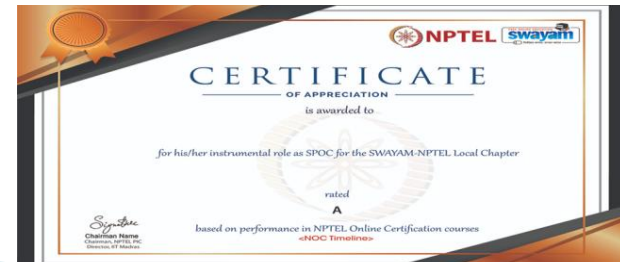 NPTEL swayam
CERTIFICATE
OF APPRECIATION
is awarded to
for his/her instrumental role as SPOC for the SWAYAM-NPTEL Local Chapter
rated
A
based on performance in NPTEL Online Certification courses
<NOC Timeline>
Signature
Chairman Name
Chairman, NPTEL PIC
Director, IIT Madras